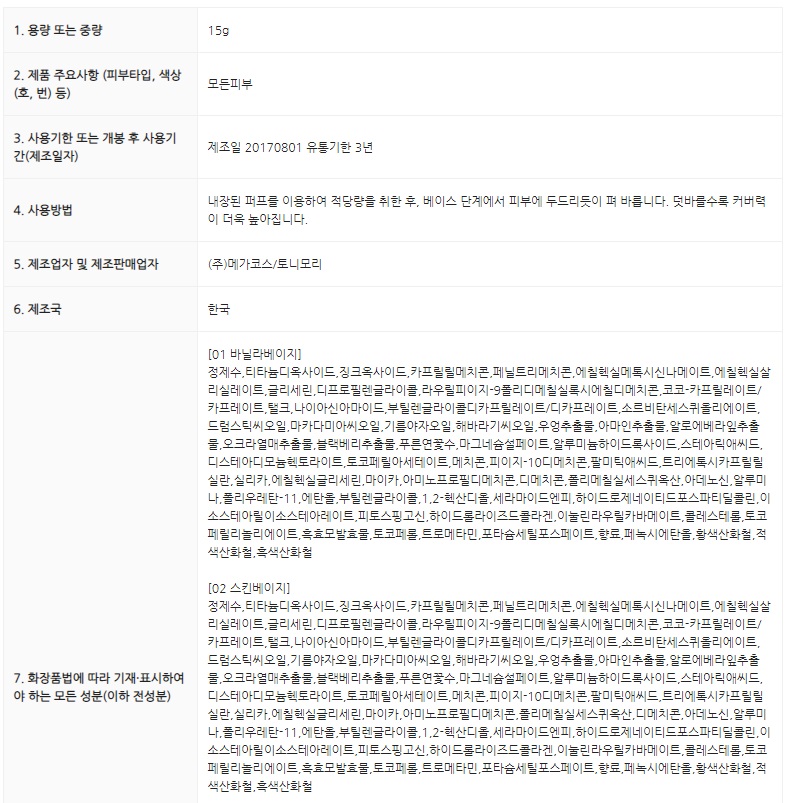 1. 용량 또는 중량
15g
2. 제품 주요사항 (피부타입, 색상
(호, 번) 등)
모든피부
3. 사용기한 또는 개봉 후 사용기
간(제조일자)
제조일 20170801 유통기한 3년
4. 사용방법
내장된 퍼프를 이용하여 적당량을 취한 후, 베이스 단계에서 피부에 두드리듯이 펴 바릅니다. 덧바를수록 커버력
이 더욱 높아집니다.
5. 제조업자 및 제조판매업자
(주)메가코스/토니모리
6. 제조국
한국
7. 화장품법에 따라 기재·표시하여
야 하는 모든 성분(이하 전성분)
[01 바닐라베이지]
정제수,티타늄디옥사이드,징크옥사이드,카프릴릴메치콘,페닐트리메치콘,에칠헥실메톡시신나메이트,에칠헥실살
리실레이트,글리세린,디프로필렌글라이콜,라우릴피이지-9폴리디메칠실록시에칠디메치콘,코코-카프릴레이트/
카프레이트,탤크,나이아신아마이드,부틸렌글라이콜디카프릴레이트/디카프레이트,소르비탄세스퀴올리에이트,
드럼스틱씨오일,마카다미아씨오일,기름야자오일,해바라기씨오일,우엉추출물,아마인추출물,알로에베라잎추출
물,오크라열매추출물,블랙베리추출물,푸른연꽃수,마그네슘설페이트,알루미늄하이드록사이드,스테아릭애씨드,
디스테아디모늄헥토라이트,토코페릴아세테이트,메치콘,피이지-10디메치콘,팔미틱애씨드,트리에톡시카프릴릴
실란,실리카,에칠헥실글리세린,마이카,아미노프로필디메치콘,디메치콘,폴리메칠실세스퀴옥산,아데노신,알루미
나,폴리우레탄-11,에탄올,부틸렌글라이콜,1,2-헥산디올,세라마이드엔피,하이드로제네이티드포스파티딜콜린,이
소스테아릴이소스테아레이트,피토스핑고신,하이드롤라이즈드콜라겐,이눌린라우릴카바메이트,콜레스테롤,토코
페릴리놀리에이트,흑효모발효물,토코페롤,트로메타민,포타슘세틸포스페이트,향료,페녹시에탄올,황색산화철,적
색산화철,흑색산화철
[02 스킨베이지]
정제수,티타늄디옥사이드,징크옥사이드,카프릴릴메치콘,페닐트리메치콘,에칠헥실메톡시신나메이트,에칠헥실살
리실레이트,글리세린,디프로필렌글라이콜,라우릴피이지-9폴리디메칠실록시에칠디메치콘,코코-카프릴레이트/
카프레이트,탤크,나이아신아마이드,부틸렌글라이콜디카프릴레이트/디카프레이트,소르비탄세스퀴올리에이트,
드럼스틱씨오일,기름야자오일,마카다미아씨오일,해바라기씨오일,우엉추출물,아마인추출물,알로에베라잎추출
물,오크라열매추출물,블랙베리추출물,푸른연꽃수,마그네슘설페이트,알루미늄하이드록사이드,스테아릭애씨드,
디스테아디모늄헥토라이트,토코페릴아세테이트,메치콘,피이지-10디메치콘,팔미틱애씨드,트리에톡시카프릴릴
실란,실리카,에칠헥실글리세린,마이카,아미노프로필디메치콘,폴리메칠실세스퀴옥산,디메치콘,아데노신,알루미
나,폴리우레탄-11,에탄올,부틸렌글라이콜,1,2-헥산디올,세라마이드엔피,하이드로제네이티드포스파티딜콜린,이
소스테아릴이소스테아레이트,피토스핑고신,하이드롤라이즈드콜라겐,이눌린라우릴카바메이트,콜레스테롤,토코
페릴리놀리에이트,흑효모발효물,토코페롤,트로메타민,포타슘세틸포스페이트,향료,페녹시에탄올,황색산화철,적
색산화철,흑색산화철